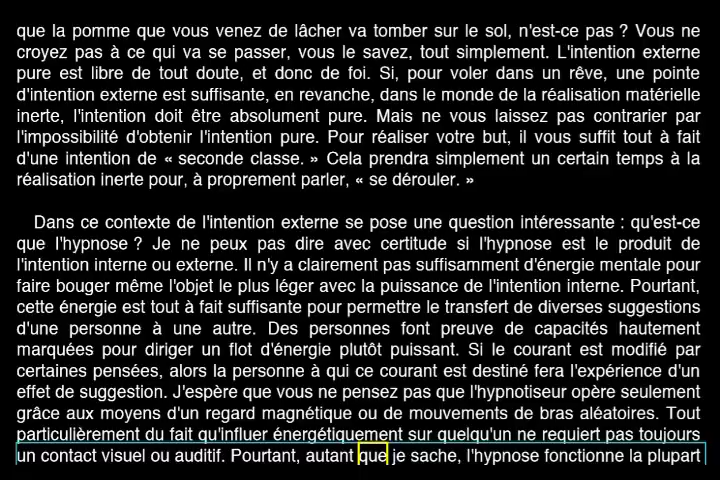 que la pomme que vous venez de lâcher va tomber sur le sol, n'est-ce pas ? Vous ne
croyez pas à ce qui va se passer, vous le savez, tout simplement. L'intention externe
pure est libre de tout doute, et donc de foi. Si, pour voler dans un rêve, une pointe
d'intention externe est suffisante, en revanche, dans le monde de la réalisation matérielle
inerte, l'intention doit être absolument pure. Mais ne vous laissez pas contrarier par
l'impossibilité d'obtenir l'intention pure. Pour réaliser votre but, il vous suffit tout à fait
d'une intention de « seconde classe. » Cela prendra simplement un certain temps à la
réalisation inerte pour, à proprement parler, « se dérouler. »
Dans ce contexte de l'intention externe se pose une question intéressante : qu'est-ce
que l'hypnose ? Je ne peux pas dire avec certitude si l'hypnose est le produit de
l'intention interne ou externe. Il n'y a clairement pas suffisamment d'énergie mentale pour
faire bouger même l'objet le plus léger avec la puissance de l'intention interne. Pourtant,
cette énergie est tout à fait suffisante pour permettre le transfert de diverses suggestions
d'une personne à une autre. Des personnes font preuve de capacités hautement
marquées pour diriger un flot d'énergie plutôt puissant. Si le courant est modifié par
certaines pensées, alors la personne à qui ce courant est destiné fera l'expérience d'un
effet de suggestion. J'espère que vous ne pensez pas que l'hypnotiseur opère seulement
grâce aux moyens d'un regard magnétique ou de mouvements de bras aléatoires. Tout
particulièrement du fait qu'influer énergétiquement sur quelqu'un ne requiert pas toujours
un contact visuel ou auditif. Pourtant, autant que je sache, l'hypnose fonctionne la plupart